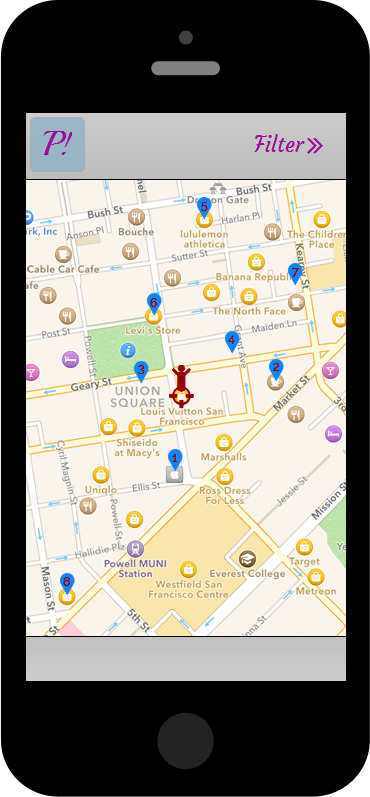 P!
Filter
Bush St
Dragon Gate
5
Bush St
Harlan Pl
rk, Inc
Anson Pl
Bouche
lululemon
athletica
The Children
Place
Sutter St
Kearny St
Cable Car Cafe
Banana Republic
7
afe
6
The North Face
Post St
Levi's Store
Maiden Ln
Powell St
4
Grant Ave
3
2
Geary St
UNION
SQUARE
Market St
3rd
Louis Vuitton San
Francisco
Shiseido
at Macy's
Cyril Magnin St
Marshalls
1
Uniqlo
Ellis St
Ross Dress
For Less
Jessie St
Mission St
Powell St
Hallidie Plz
Powell MUNI
Station
Everest College
Target
Ye
Mason St
8
Westfield San
Francisco Centre
Metreon
5th St
nna St